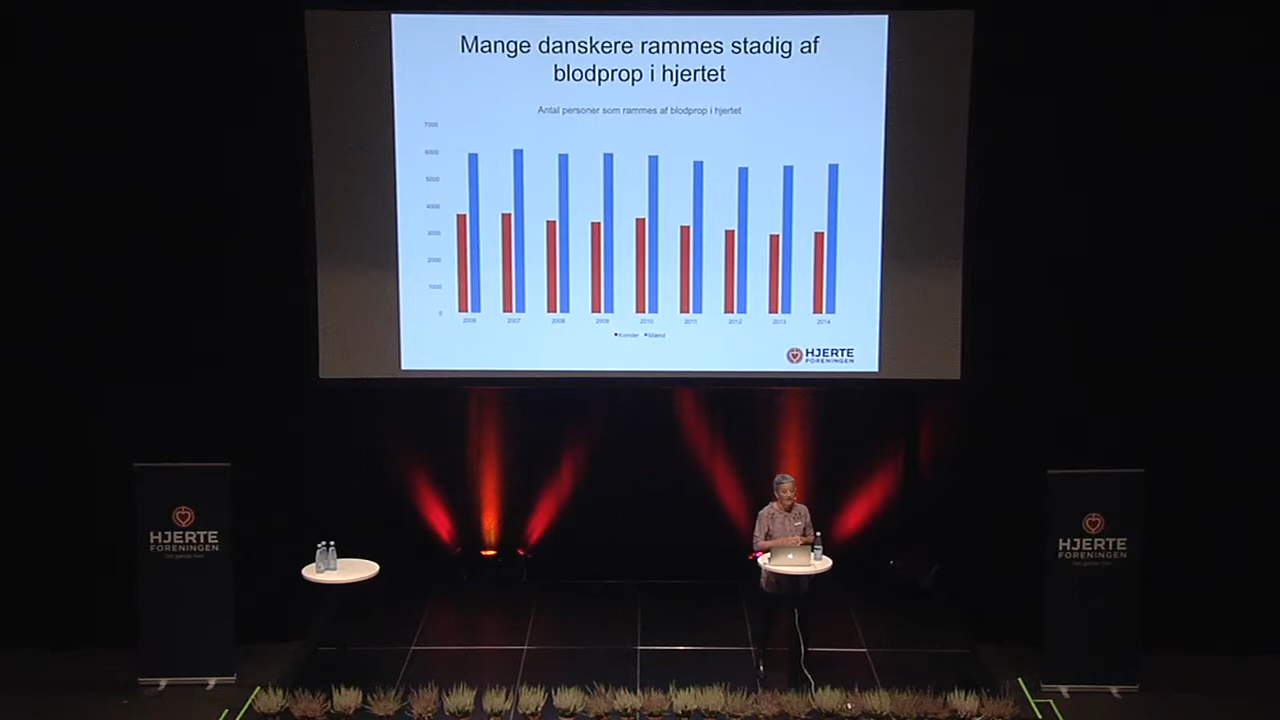 Mange danskere rammes stadig af
blodprop i hjertet
Antal personer som rammes af blodprop i hjertet
7000
6000
5000
4000
3000
2000
1000
0
2006 2007 2008 2009 2010 2011 2012 2013 2014
Kvinder Mænd
HJERTE
FORENINGEN
HJERTE
FORENINGEN
HJERTE
FORENINGEN